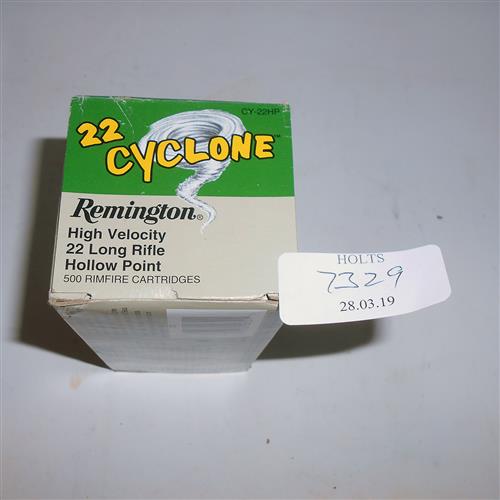 CY-22HP
22
CYCLONE™
Remington®
High Velocity
22 Long Rifle
Hollow Point
500 RIMFIRE CARTRIDGES
HOLTS
7329
28.03.19